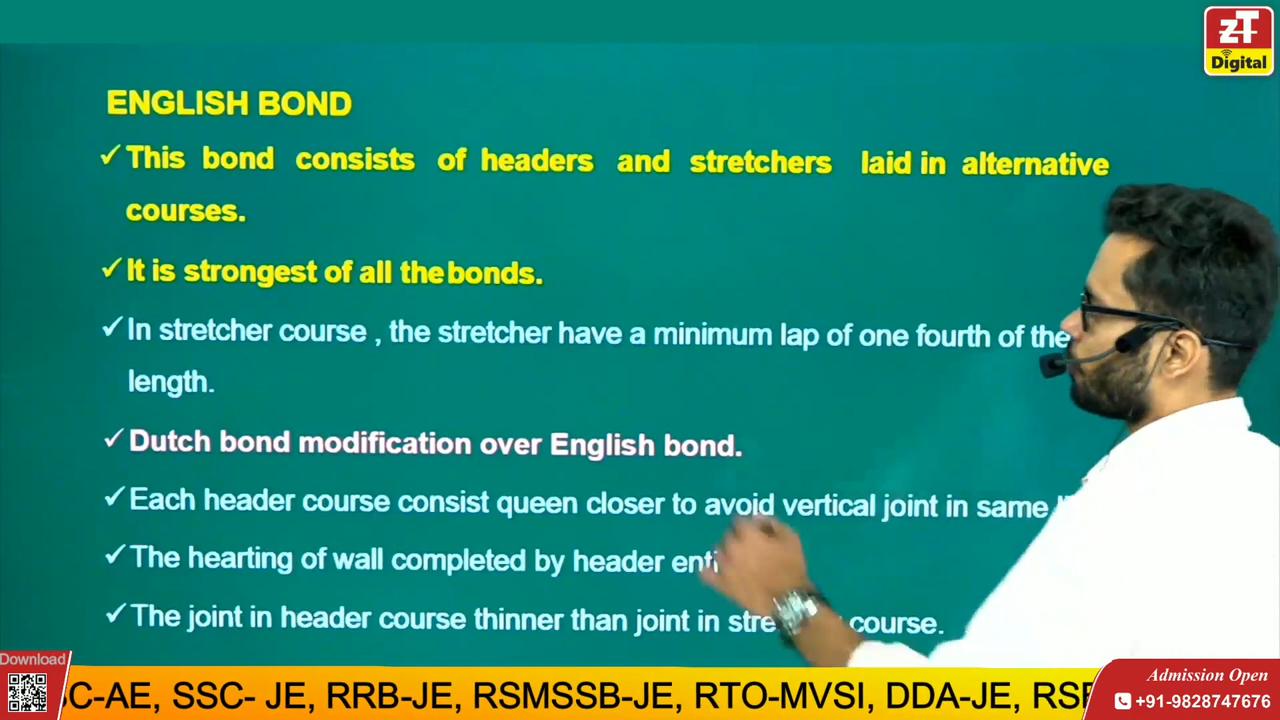 zT
Digital
ENGLISH BOND
✓This bond consists of headers and stretchers laid in alternative
courses.
✓It is strongest of all the bonds.
✓In stretcher course , the stretcher have a minimum lap of one fourth of the
length.
✓Dutch bond modification over English bond.
✓Each header course consist queen closer to avoid vertical joint in same
✓The hearting of wall completed by header
✓The joint in header course thinner than joint in course.
Download
C-AE, SSC- JE, RRB-JE, RSMSSB-JE, RTO-MVSI, DDA-JE,
Admission Open
+91-9828747676